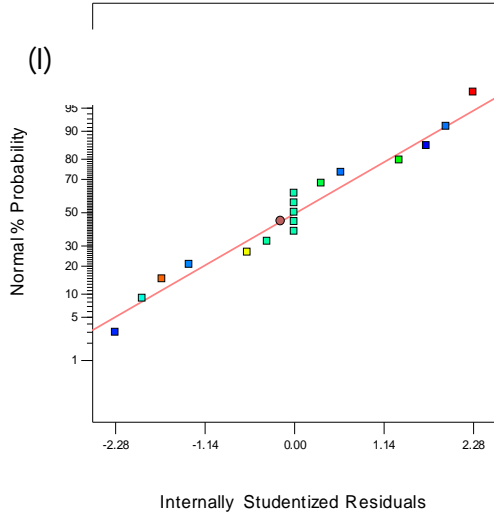 (I)
95
90
80
70
50
30
20
10
5
1
Normal % Probability
-2.28 -1.14 0.00 1.14 2.28
Internally Studentized Residuals